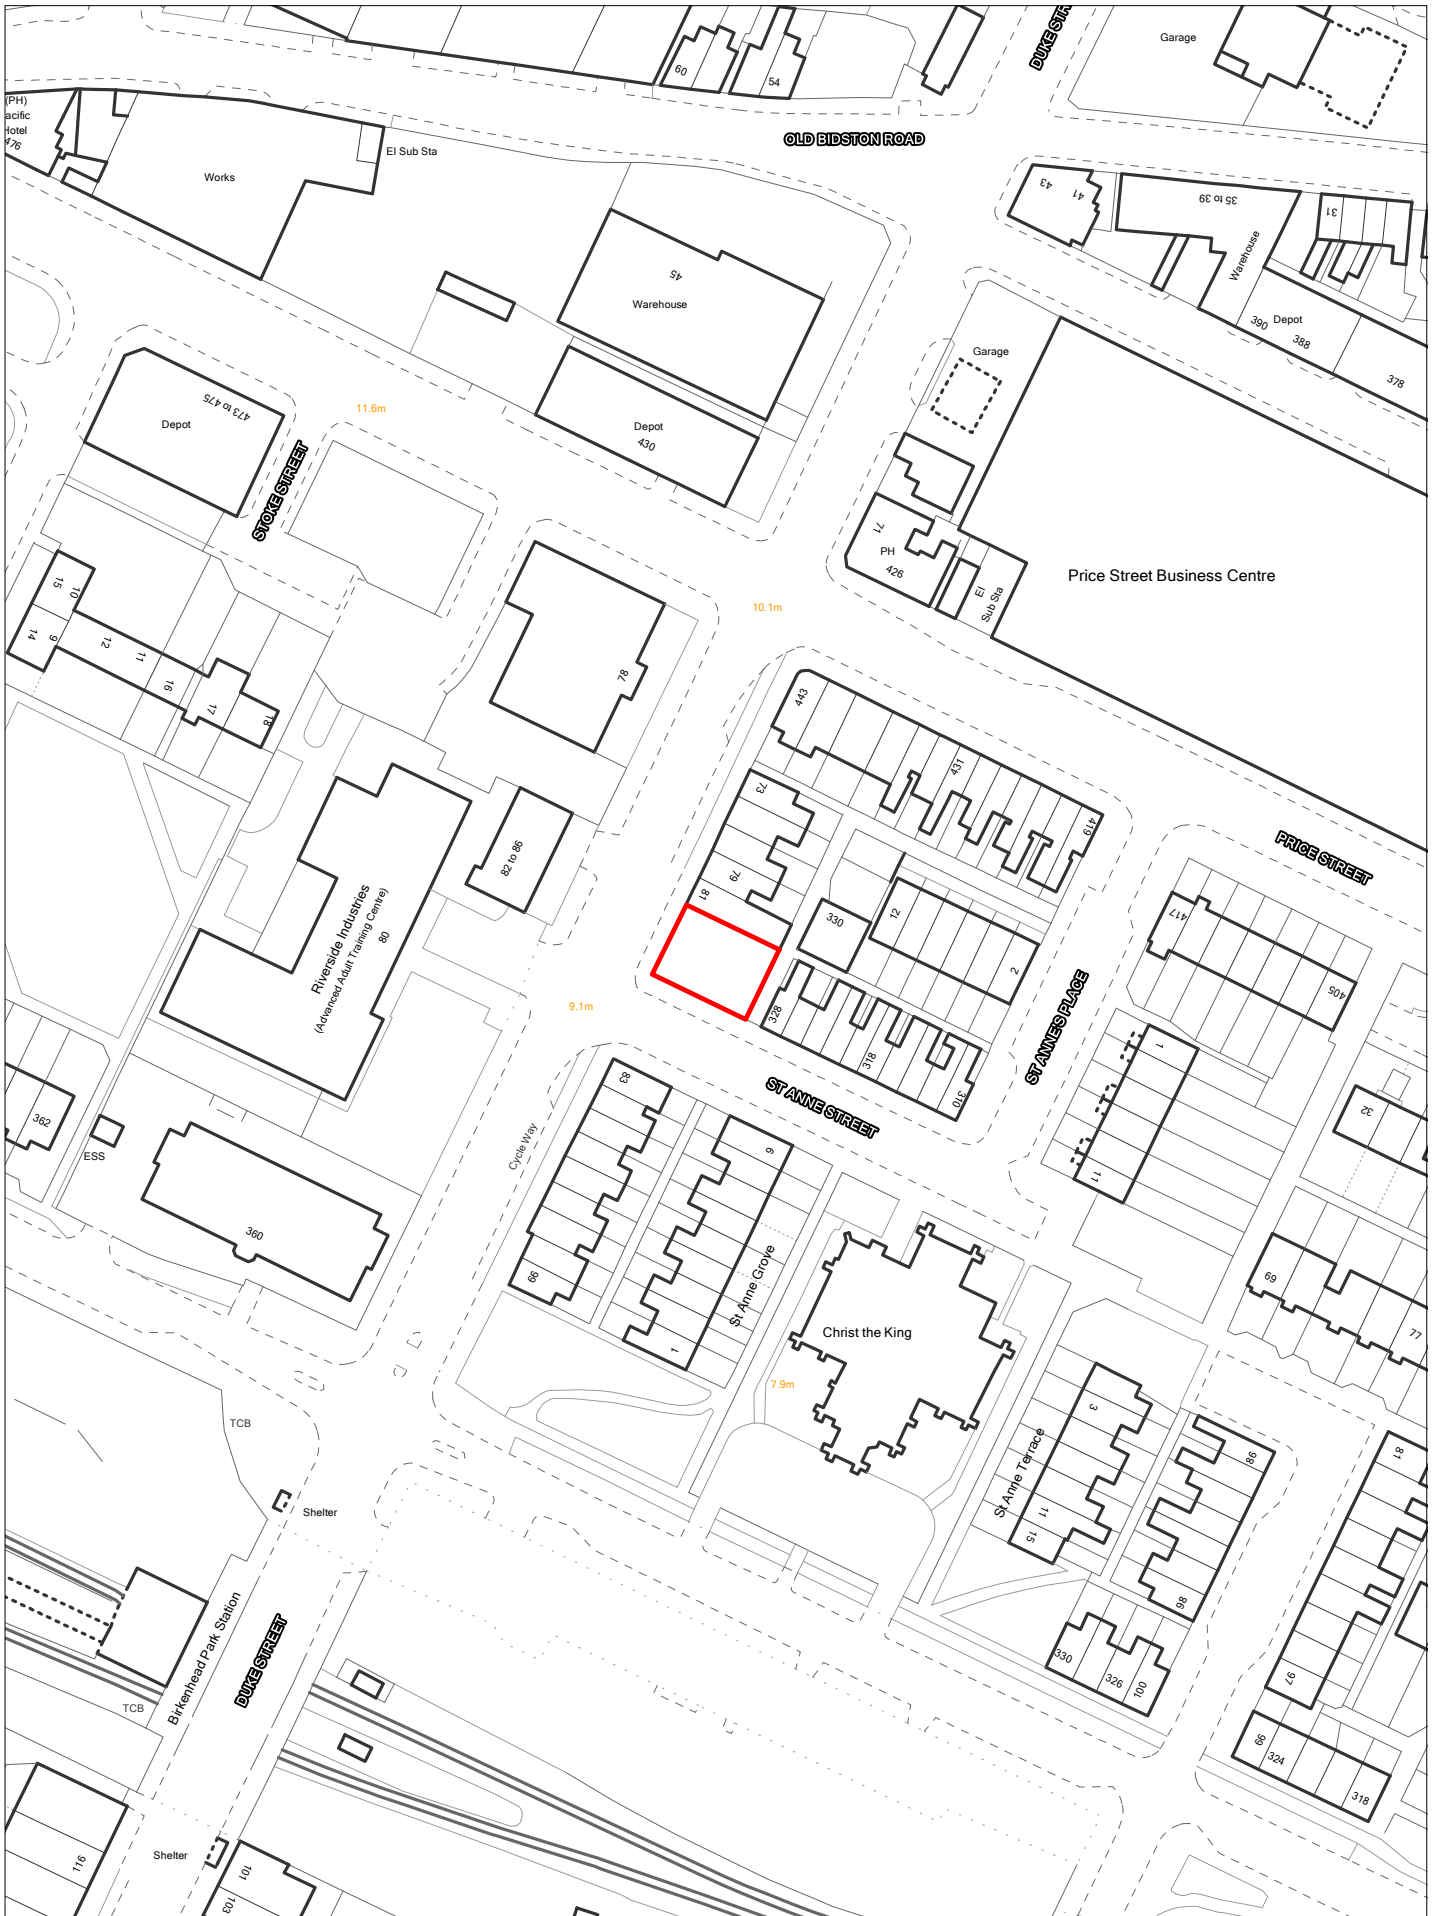 DUKE STR
Garage
60
54
(PH)
acific
Hotel
476
OLD BIDSTON ROAD
El Sub Sta
Works
43
41
35 to 39
31
Warehouse
45
Warehouse
390
Depot
388
378
Garage
473 to 475
Depot
11.6m
Depot
430
STOKE STREET
71
PH
426
El
Sub Sta
Price Street Business Centre
15
10
14
9
12
11
16
17
18
10.1m
78
443
431
419
PRICE STREET
73
79
81
82 to 86
Riverside Industries
(Advanced Adult Training Centre)
80
330
12
2
417
405
ST ANNE'S PLACE
9.1m
328
318
310
ST ANNE STREET
1
11
32
362
ESS
83
Cycle Way
6
360
99
St Anne Grove
1
Christ the King
7.9m
69
77
TCB
3
St Anne Terrace
11
15
98
86
81
Shelter
Birkenhead Park Station
DUKE STREET
TCB
330
326
100
97
99
324
318
116
Shelter
101
103